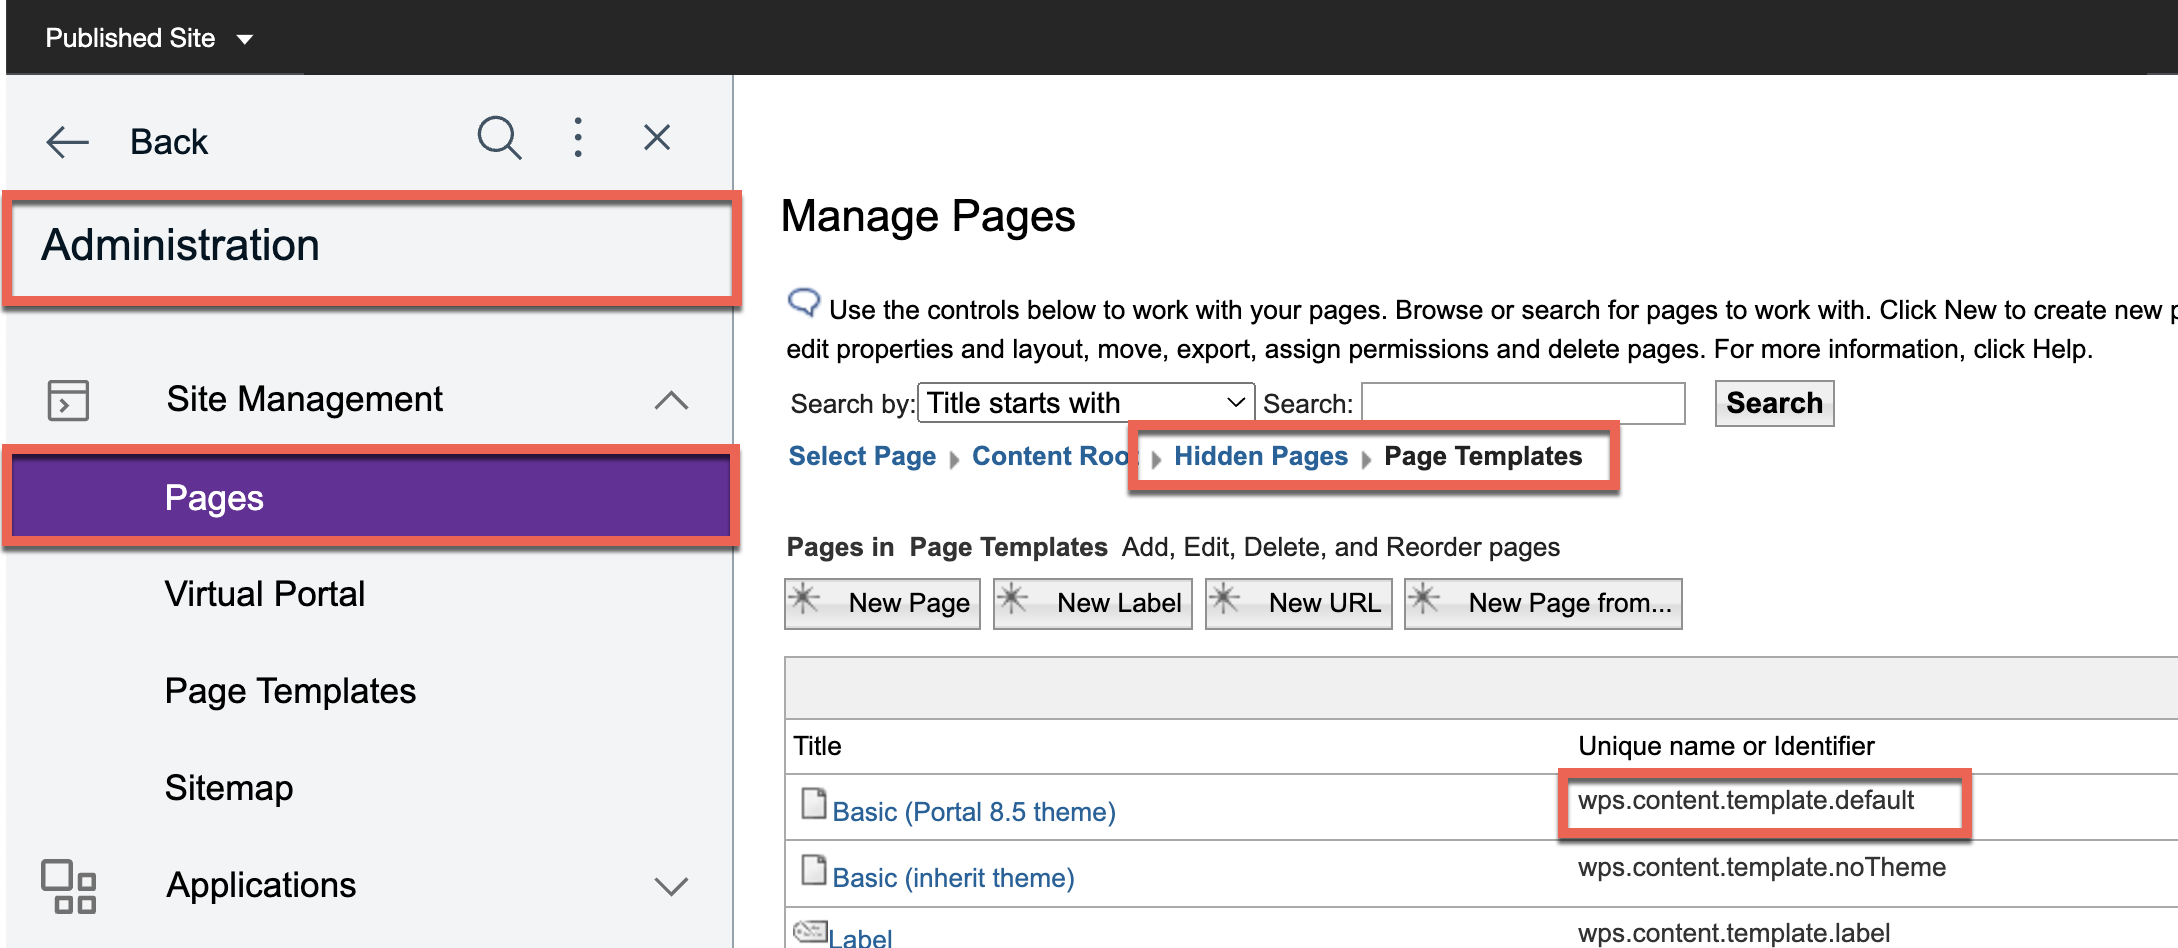 Published Site
Back
Administration
Site Management
Pages
Virtual Portal
Page Templates
Sitemap
Applications
Manage Pages
Use the controls below to work with your pages. Browse or search for pages to work with. Click New to create new
edit properties and layout, move, export, assign permissions and delete pages. For more information, click Help.
Search by: Title starts with Search: Search
Select Page Content Roo Hidden Pages Page Templates
Pages in Page Templates Add, Edit, Delete, and Reorder pages
New Page New Label New URL New Page from...
Title Unique name or Identifier
Basic (Portal 8.5 theme) wps.content.template.default
Basic (inherit theme) wps.content.template.noTheme
Label wps.content.template.label